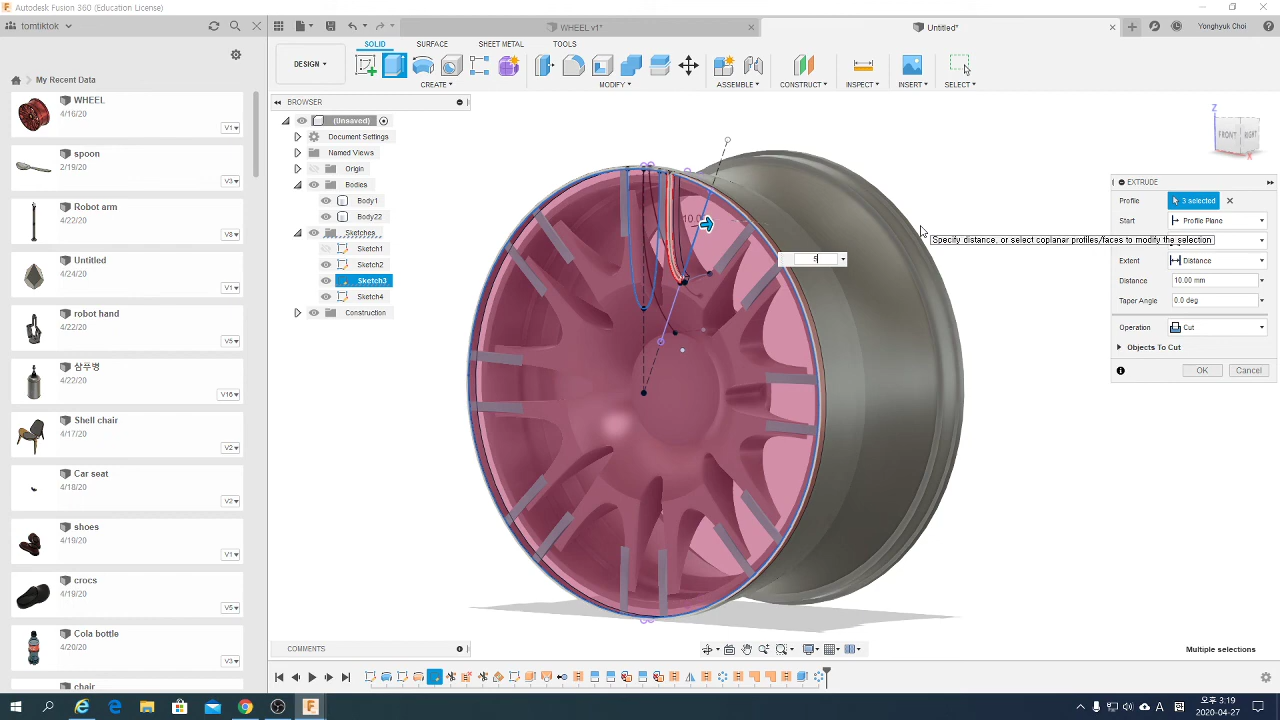 Autodesk Fusion 360 (Education License)
tomtiktok
WHEEL v1*
Untitled*
Yonghyuk Choi
SOLID
SURFACE
SHEET METAL
TOOLS
DESIGN
CREATE
MODIFY
ASSEMBLE
CONSTRUCT
INSPECT
INSERT
SELECT
My Recent Data
WHEEL
4/16/20
V1
spoon
2/19/20
V3
Robot arm
4/22/20
V8
Untitled
4/22/20
V1
robot hand
4/22/20
V5
샴푸병
4/22/20
V16
Shell chair
4/17/20
V2
Car seat
4/18/20
V2
shoes
4/19/20
V1
crocs
4/19/20
V5
Cola bottle
4/20/20
V3
chair
BROWSER
(Unsaved)
Document Settings
Named Views
Origin
Bodies
Body1
Body22
Sketches
Sketch1
Sketch2
Sketch3
Sketch4
Construction
10.0
5
Z
FRONT
RIGHT
X
EXTRUDE
Profile
3 selected
Start
Profile Plane
Specify distance, or select coplanar profiles/faces to modify the selection
Extent
Distance
Distance
10.00 mm
Taper Angle
0.0 deg
Operation
Cut
Objects To Cut
OK
Cancel
COMMENTS
Multiple selections
A
오후 3:19
2020-04-27